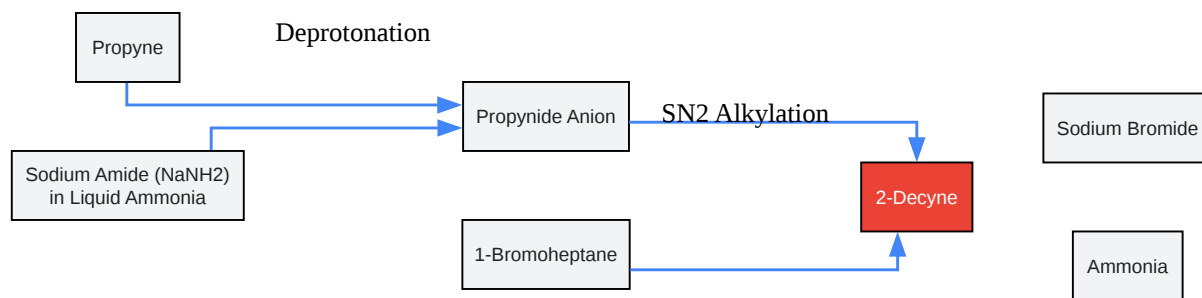 Propyne
Deprotonation
Sodium Amide (NaNH2)
in Liquid Ammonia
Propynide Anion
SN2 Alkylation
1-Bromoheptane
2-Decyne
Sodium Bromide
Ammonia